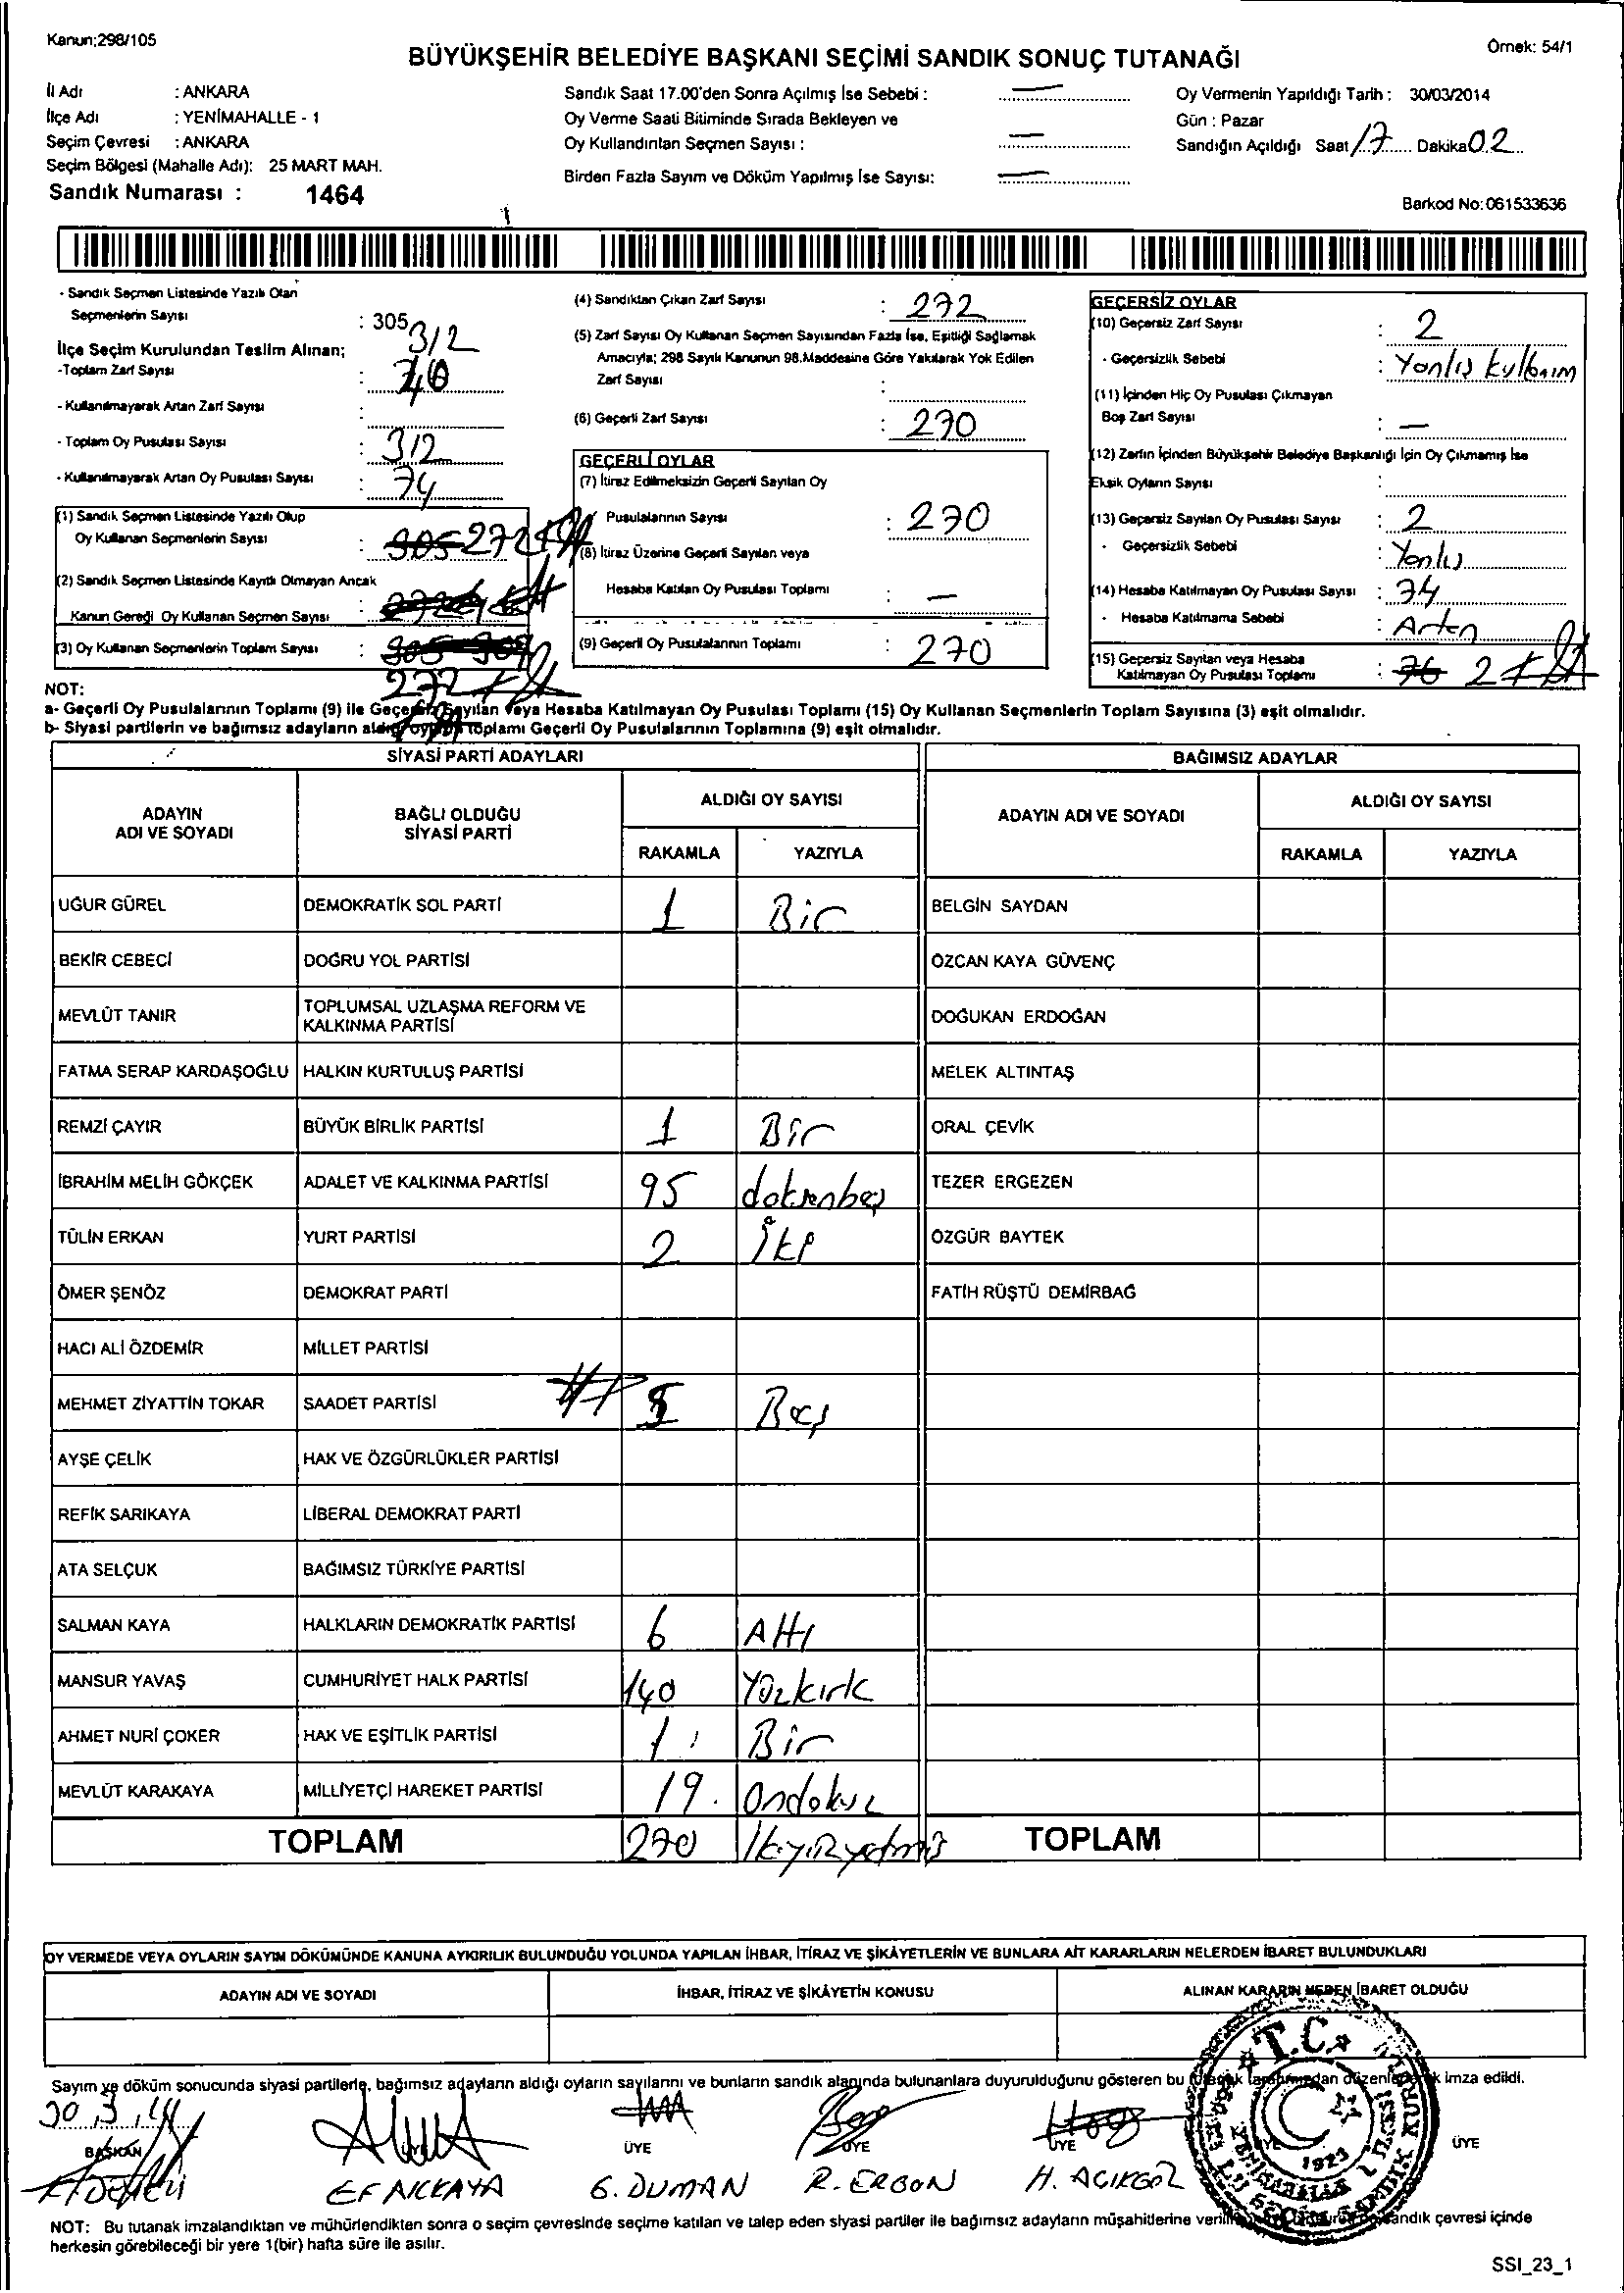 Kanun;298/105
Örnek: 54/1
BÜYÜKŞEHİR BELEDİYE BAŞKANI SEÇİMİ SANDIK SONUÇ TUTANAĞI
İl Adı : ANKARA
İlçe Adı : YENİMAHALLE - 1
Seçim Çevresi : ANKARA
Seçim Bölgesi (Mahalle Adı): 25 MART MAH.
Sandık Numarası : 1464
Sandık Saat 17.00'den Sonra Açılmış İse Sebebi : —
Oy Verme Saati Bitiminde Sırada Bekleyen ve
Oy Kullandırılan Seçmen Sayısı : —
Birden Fazla Sayım ve Döküm Yapılmış İse Sayısı: —
Oy Vermenin Yapıldığı Tarih : 30/03/2014
Gün : Pazar
Sandığın Açıldığı Saat 17 Dakika 02
Barkod No:061533636
- Sandık Seçmen Listesinde Yazılı Olan
Seçmenlerin Sayısı : 305
İlçe Seçim Kurulundan Teslim Alınan; 312
-Toplam Zarf Sayısı :
- Kullanılmayarak Artan Zarf Sayısı :
- Toplam Oy Pusulası Sayısı : 312
- Kullanılmayarak Artan Oy Pusulası Sayısı : 74
(1) Sandık Seçmen Listesinde Yazılı Olup
Oy Kullanan Seçmenlerin Sayısı : 305 272
(2) Sandık Seçmen Listesinde Kayıtlı Olmayan Ancak
Kanun Gereği Oy Kullanan Seçmen Sayısı :
(3) Oy Kullanan Seçmenlerin Toplam Sayısı : 305
272
(4) Sandıktan Çıkan Zarf Sayısı : 272
(5) Zarf Sayısı Oy Kullanan Seçmen Sayısından Fazla İse, Eşitliği Sağlamak
Amacıyla; 298 Sayılı Kanunun 98.Maddesine Göre Yakılarak Yok Edilen
Zarf Sayısı :
(6) Geçerli Zarf Sayısı : 270
GEÇERLİ OYLAR
(7) İtiraz Edilmeksizin Geçerli Sayılan Oy
Pusulalarının Sayısı : 270
(8) İtiraz Üzerine Geçerli Sayılan veya
Hesaba Katılan Oy Pusulası Toplamı : —
(9) Geçerli Oy Pusulalarının Toplamı : 270
GEÇERSİZ OYLAR
(10) Geçersiz Zarf Sayısı : 2
- Geçersizlik Sebebi : Yanlış
(11) İçinden Hiç Oy Pusulası Çıkmayan
Boş Zarf Sayısı : —
(12) Zarfın İçinden Büyükşehir Belediye Başkanlığı İçin Oy Çıkmamış İse
Eksik Oyların Sayısı :
(13) Geçersiz Sayılan Oy Pusulası Sayısı : 2
- Geçersizlik Sebebi : Yanlış
(14) Hesaba Katılmayan Oy Pusulası Sayısı : 34
- Hesaba Katılmama Sebebi : Artan
(15) Geçersiz Sayılan veya Hesaba
Katılmayan Oy Pusulası Toplamı : 76 2
NOT:
a- Geçerli Oy Pusulalarının Toplamı (9) ile Geçersiz Sayılan veya Hesaba Katılmayan Oy Pusulası Toplamı (15) Oy Kullanan Seçmenlerin Toplam Sayısına (3) eşit olmalıdır.
b- Siyasi partilerin ve bağımsız adayların aldığı oyların toplamı Geçerli Oy Pusulalarının Toplamına (9) eşit olmalıdır.
SİYASİ PARTİ ADAYLARI
BAĞIMSIZ ADAYLAR
ADAYIN
ADI VE SOYADI
BAĞLI OLDUĞU
SİYASİ PARTİ
ALDIĞI OY SAYISI
RAKAMLA YAZIYLA
ADAYIN ADI VE SOYADI
ALDIĞI OY SAYISI
RAKAMLA YAZIYLA
UĞUR GÜREL DEMOKRATİK SOL PARTİ 1 Bir BELGİN SAYDAN
BEKİR CEBECİ DOĞRU YOL PARTİSİ ÖZCAN KAYA GÜVENÇ
MEVLÜT TANIR TOPLUMSAL UZLAŞMA REFORM VE
KALKINMA PARTİSİ DOĞUKAN ERDOĞAN
FATMA SERAP KARDAŞOĞLU HALKIN KURTULUŞ PARTİSİ MELEK ALTINTAŞ
REMZİ ÇAYIR BÜYÜK BİRLİK PARTİSİ 1 Bir ORAL ÇEVİK
İBRAHİM MELİH GÖKÇEK ADALET VE KALKINMA PARTİSİ 95 doksanbeş TEZER ERGEZEN
TÜLİN ERKAN YURT PARTİSİ 2 İki ÖZGÜR BAYTEK
ÖMER ŞENÖZ DEMOKRAT PARTİ FATİH RÜŞTÜ DEMİRBAĞ
HACI ALİ ÖZDEMİR MİLLET PARTİSİ
MEHMET ZİYATTİN TOKAR SAADET PARTİSİ 5 Beş
AYŞE ÇELİK HAK VE ÖZGÜRLÜKLER PARTİSİ
REFİK SARIKAYA LİBERAL DEMOKRAT PARTİ
ATA SELÇUK BAĞIMSIZ TÜRKİYE PARTİSİ
SALMAN KAYA HALKLARIN DEMOKRATİK PARTİSİ 6 Altı
MANSUR YAVAŞ CUMHURİYET HALK PARTİSİ 140 Yüzkırk
AHMET NURİ ÇOKER HAK VE EŞİTLİK PARTİSİ 1 Bir
MEVLÜT KARAKAYA MİLLİYETÇİ HAREKET PARTİSİ 19. Ondokuz
TOPLAM 270 İkiyüzyetmiş TOPLAM
OY VERMEDE VEYA OYLARIN SAYIM DÖKÜMÜNDE KANUNA AYKIRILIK BULUNDUĞU YOLUNDA YAPILAN İHBAR, İTİRAZ VE ŞİKÂYETLERİN VE BUNLARA AİT KARARLARIN NELERDEN İBARET BULUNDUKLARI
ADAYIN ADI VE SOYADI İHBAR, İTİRAZ VE ŞİKÂYETİN KONUSU ALINAN KARARIN NEDEN İBARET OLDUĞU
Sayım ve döküm sonucunda siyasi partilerle, bağımsız adayların aldığı oyların sayılarını ve bunların sandık alanında bulunanlara duyurulduğunu gösteren bu tutanak tarafımızdan düzenlenerek imza edildi.
30.3.14
BAŞKAN ÜYE ÜYE ÜYE ÜYE ÜYE ÜYE
EF AKKAYA G. DUMAN R. ERGON H. AÇIKGÖZ
T.C.
1923
NOT: Bu tutanak imzalandıktan ve mühürlendikten sonra o seçim çevresinde seçime katılan ve talep eden siyasi partiler ile bağımsız adayların müşahitlerine sandık çevresi içinde
herkesin görebileceği bir yere 1(bir) hafta süre ile asılır.
SSI_23_1